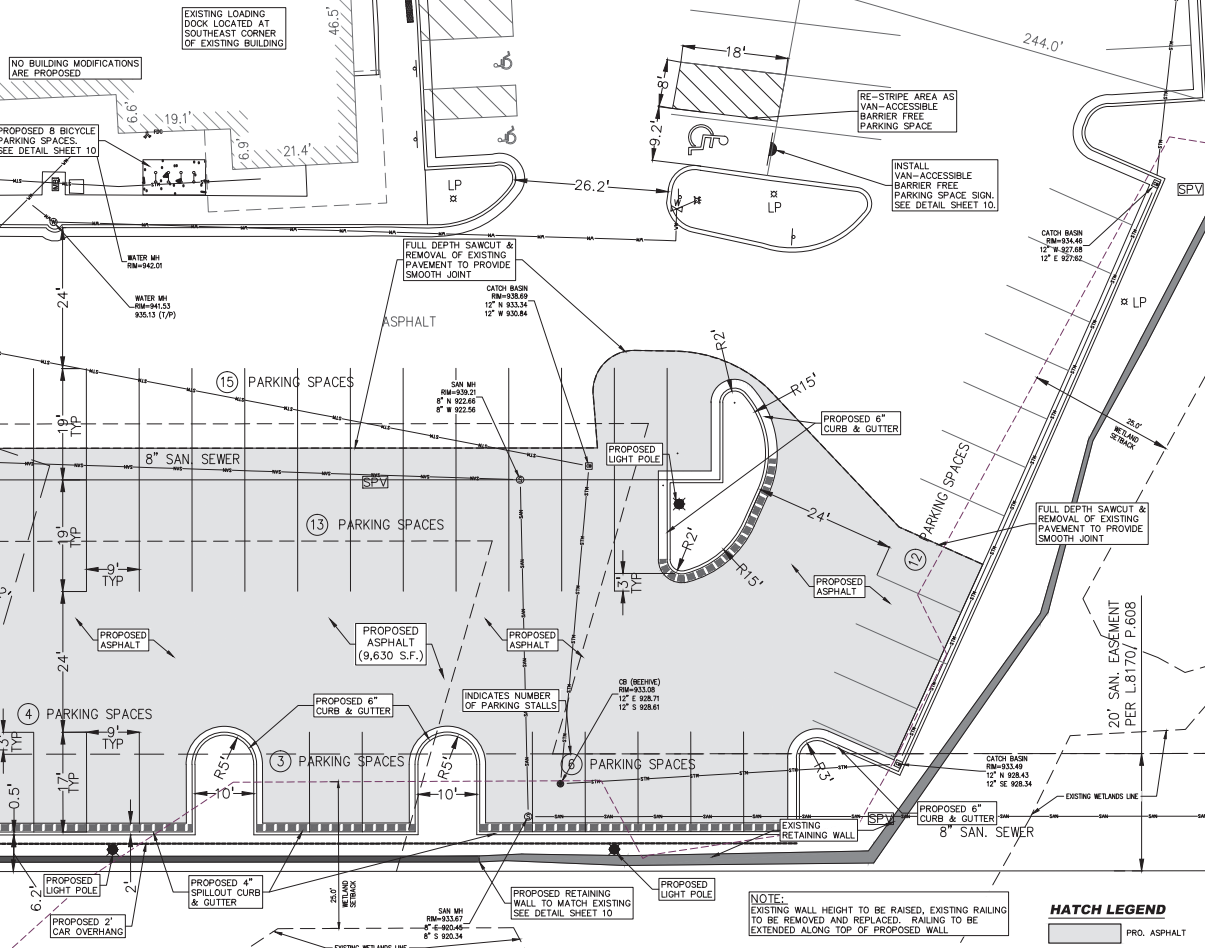 EXISTING LOADING
DOCK LOCATED AT
SOUTHEAST CORNER
OF EXISTING BUILDING
46.5'
NO BUILDING MODIFICATIONS
ARE PROPOSED
244.0'
18'
8'
9.2'
RE-STRIPE AREA AS
VAN-ACCESSIBLE
BARRIER FREE
PARKING SPACE
6.6'
19.1'
6.9'
21.4'
PROPOSED 8 BICYCLE
PARKING SPACES.
SEE DETAIL SHEET 10
INSTALL
VAN-ACCESSIBLE
BARRIER FREE
PARKING SPACE SIGN.
SEE DETAIL SHEET 10.
LP
26.2'
LP
SPV
CATCH BASIN
RIM=934.46
12" W 927.68
12" E 927.62
WATER MH
RIM=942.01
WATER MH
RIM=941.53
935.13 (T/P)
FULL DEPTH SAWCUT &
REMOVAL OF EXISTING
PAVEMENT TO PROVIDE
SMOOTH JOINT
CATCH BASIN
RIM=938.69
12" N 933.34
12" W 930.84
24'
LP
ASPHALT
15 PARKING SPACES
SAN MH
RIM=939.21
8" N 922.66
8" W 922.56
R2'
R15'
PROPOSED 6"
CURB & GUTTER
25.0'
WETLAND
SETBACK
19'
TYP
8" SAN. SEWER
SPV
PROPOSED
LIGHT POLE
PARKING SPACES
12
13 PARKING SPACES
19'
TYP
24'
FULL DEPTH SAWCUT &
REMOVAL OF EXISTING
PAVEMENT TO PROVIDE
SMOOTH JOINT
R2'
R15'
9'
TYP
3'
TYP
PROPOSED
ASPHALT
PROPOSED
ASPHALT
PROPOSED
ASPHALT
(9,630 S.F.)
PROPOSED
ASPHALT
24'
20' SAN. EASEMENT
PER L.8170/ P.608
INDICATES NUMBER
OF PARKING STALLS
CB (BEEHIVE)
RIM=933.08
12" E 928.71
12" S 928.61
PROPOSED 6"
CURB & GUTTER
4 PARKING SPACES
3'
TYP
9'
TYP
R5'
3 PARKING SPACES
R5'
6 PARKING SPACES
R3'
CATCH BASIN
RIM=933.49
12" N 928.43
12" SE 928.34
17'
10'
10'
EXISTING WETLANDS LINE
0.5'
PROPOSED 6"
CURB & GUTTER
SPV
EXISTING
RETAINING WALL
8" SAN. SEWER
6.2'
PROPOSED
LIGHT POLE
2'
PROPOSED 4"
SPILLOUT CURB
& GUTTER
25.0'
WETLAND
SETBACK
PROPOSED RETAINING
WALL TO MATCH EXISTING
SEE DETAIL SHEET 10
PROPOSED
LIGHT POLE
PROPOSED 2'
CAR OVERHANG
SAN MH
RIM=933.67
8" E 920.45
8" S 920.34
EXISTING WETLANDS LINE
NOTE:
EXISTING WALL HEIGHT TO BE RAISED, EXISTING RAILING
TO BE REMOVED AND REPLACED. RAILING TO BE
EXTENDED ALONG TOP OF PROPOSED WALL
HATCH LEGEND
PRO. ASPHALT